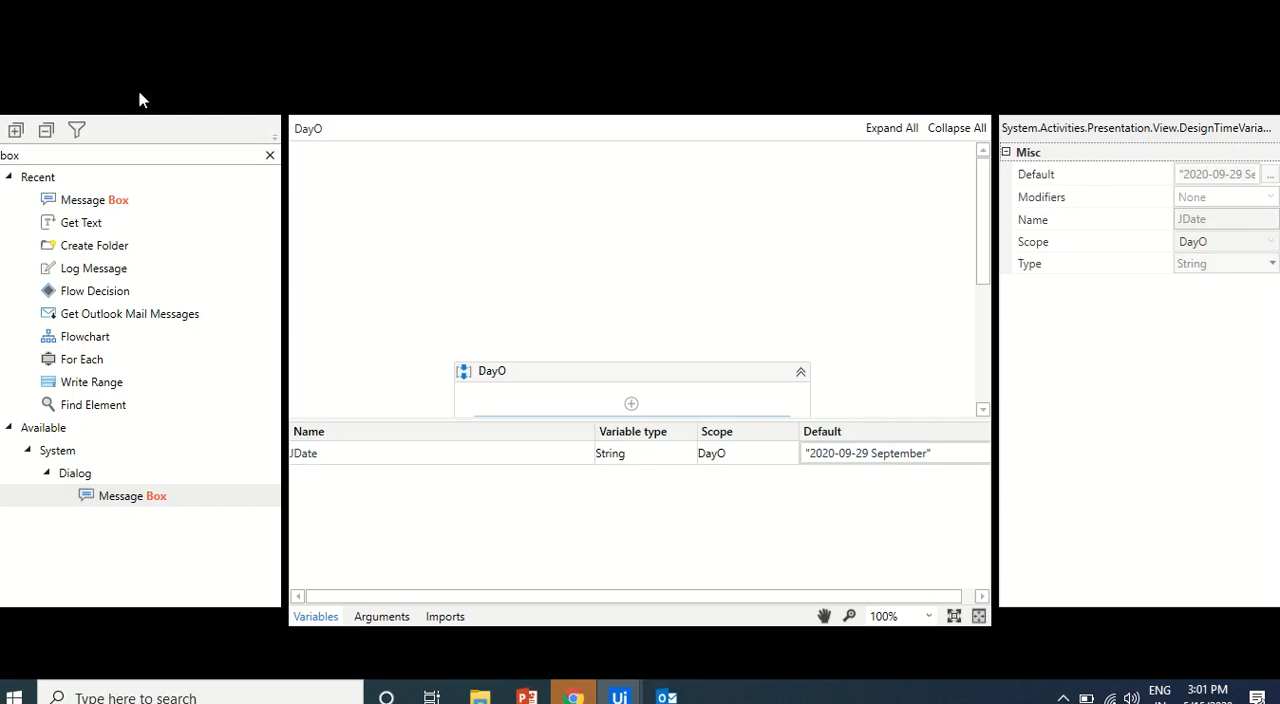 DayO
Expand All
Collapse All
System.Activities.Presentation.View.DesignTimeVaria...
box
Misc
Recent
Default
"2020-09-29 Se
...
Message Box
Modifiers
None
Get Text
Name
JDate
Create Folder
Scope
DayO
Log Message
Type
String
Flow Decision
Get Outlook Mail Messages
Flowchart
For Each
DayO
Write Range
Find Element
Available
Name
Variable type
Scope
Default
System
JDate
String
DayO
"2020-09-29 September"
Dialog
Message Box
Variables
Arguments
Imports
100%
Type here to search
Ui
ENG
3:01 PM